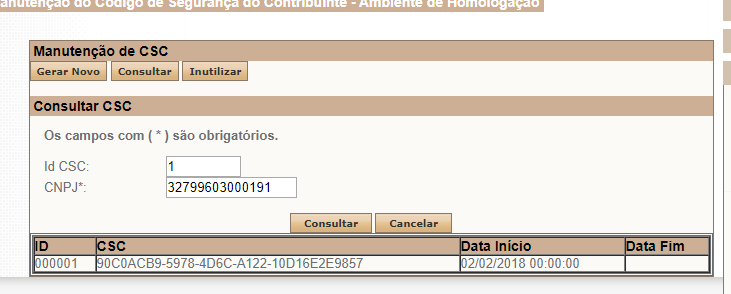 anutenção do Código de Segurança do Contribuinte - Ambiente de Homologação
Manutenção de CSC
Gerar Novo Consultar Inutilizar
Consultar CSC
Os campos com ( * ) são obrigatórios.
Id CSC: 1
CNPJ*: 32799603000191
Consultar Cancelar
ID CSC Data Início Data Fim
000001 90C0ACB9-5978-4D6C-A122-10D16E2E9857 02/02/2018 00:00:00